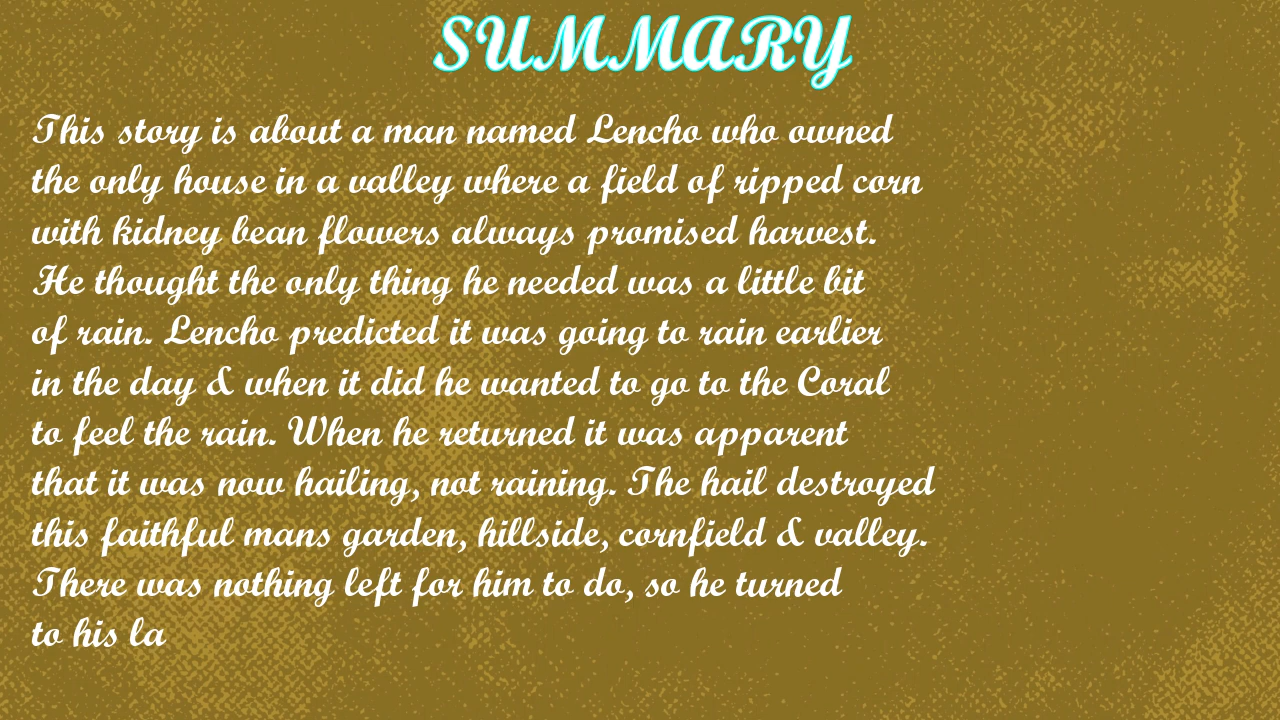 SUMMARY
This story is about a man named Lencho who owned
the only house in a valley where a field of ripped corn
with kidney bean flowers always promised harvest.
He thought the only thing he needed was a little bit
of rain. Lencho predicted it was going to rain earlier
in the day & when it did he wanted to go to the Coral
to feel the rain. When he returned it was apparent
that it was now hailing, not raining. The hail destroyed
this faithful mans garden, hillside, cornfield & valley.
There was nothing left for him to do, so he turned
to his la